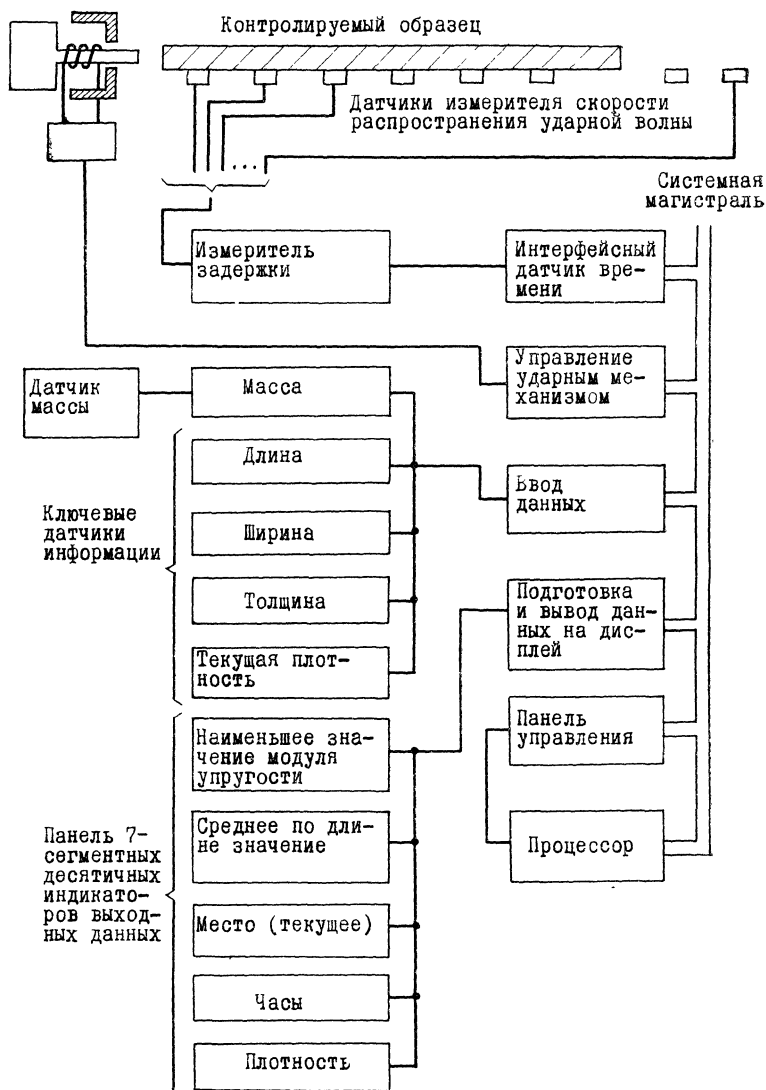 Контролируемый образец
Датчики измерителя скорости
распространения ударной волны
Системная
магистраль
Измеритель
задержки
Интерфейсный
датчик вре-
мени
Управление
ударным ме-
ханизмом
Датчик
массы
Масса
Длина
Ввод
данных
Ключевые
датчики
информации
Ширина
Толщина
Подготовка
и вывод дан-
ных на дис-
плей
Текущая плот-
ность
Панель
управления
Наименьшее зна-
чение модуля
упругости
Среднее по дли-
не значение
Процессор
Панель 7-
сегментных
десятичных
индикато-
ров выход-
ных данных
Место (текущее)
Часы
Плотность